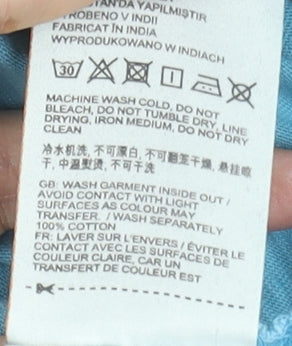 STAN'DA YAPILMIŞTIR
VYROBENO V INDII
FABRICAT ÎN INDIA
WYPRODUKOWANO W INDIACH
30
MACHINE WASH COLD, DO NOT
BLEACH, DO NOT TUMBLE DRY, LINE
DRYING, IRON MEDIUM, DO NOT DRY
CLEAN
冷水机洗, 不可漂白, 不可翻笼干燥, 悬挂晾
干, 中温熨烫, 不可干洗
GB: WASH GARMENT INSIDE OUT /
AVOID CONTACT WITH LIGHT
SURFACES AS COLOUR MAY
TRANSFER. / WASH SEPARATELY
100% COTTON
FR: LAVER SUR L'ENVERS / ÉVITER LE
CONTACT AVEC LES SURFACES DE
COULEUR CLAIRE, CAR UN
TRANSFERT DE COULEUR EST